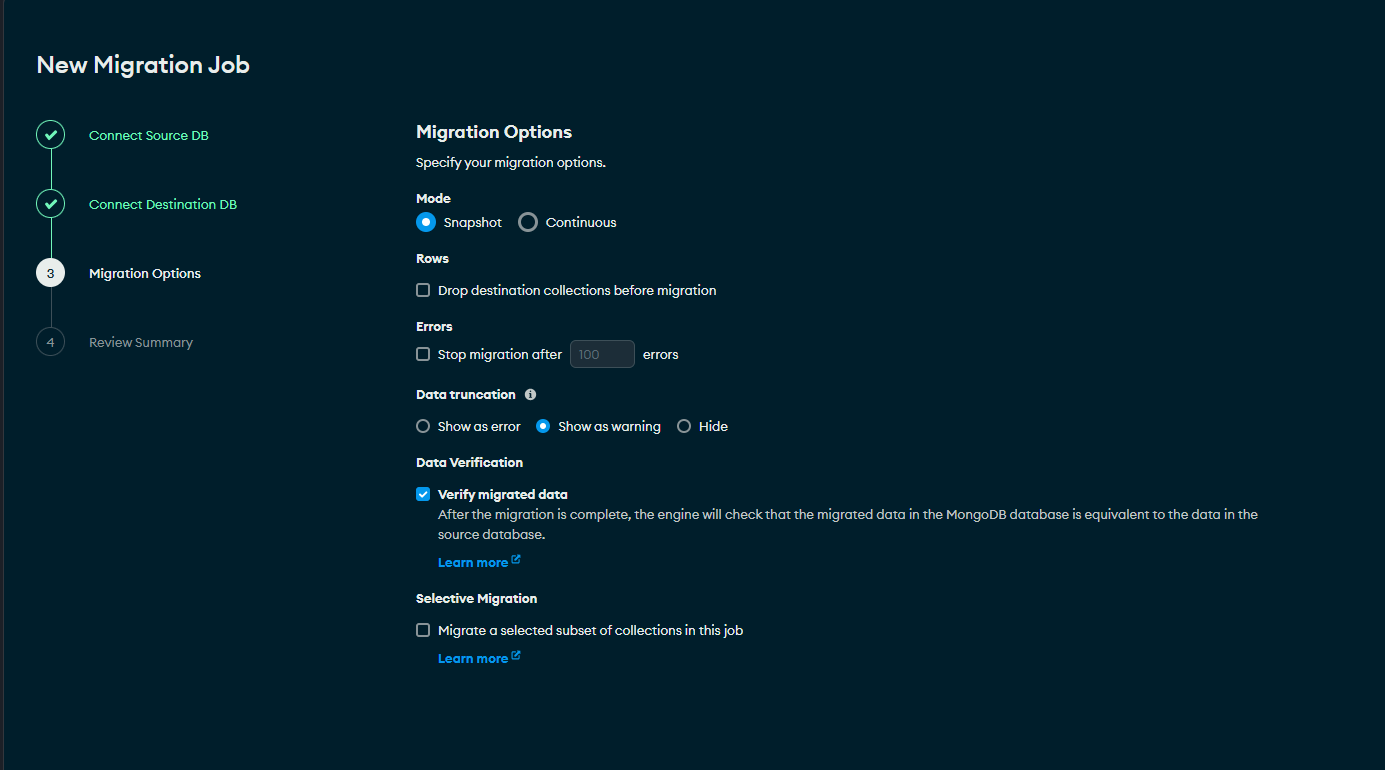 New Migration Job
Connect Source DB
Connect Destination DB
3 Migration Options
4 Review Summary
Migration Options
Specify your migration options.
Mode
Snapshot Continuous
Rows
Drop destination collections before migration
Errors
Stop migration after 100 errors
Data truncation
Show as error Show as warning Hide
Data Verification
Verify migrated data
After the migration is complete, the engine will check that the migrated data in the MongoDB database is equivalent to the data in the
source database.
Learn more
Selective Migration
Migrate a selected subset of collections in this job
Learn more